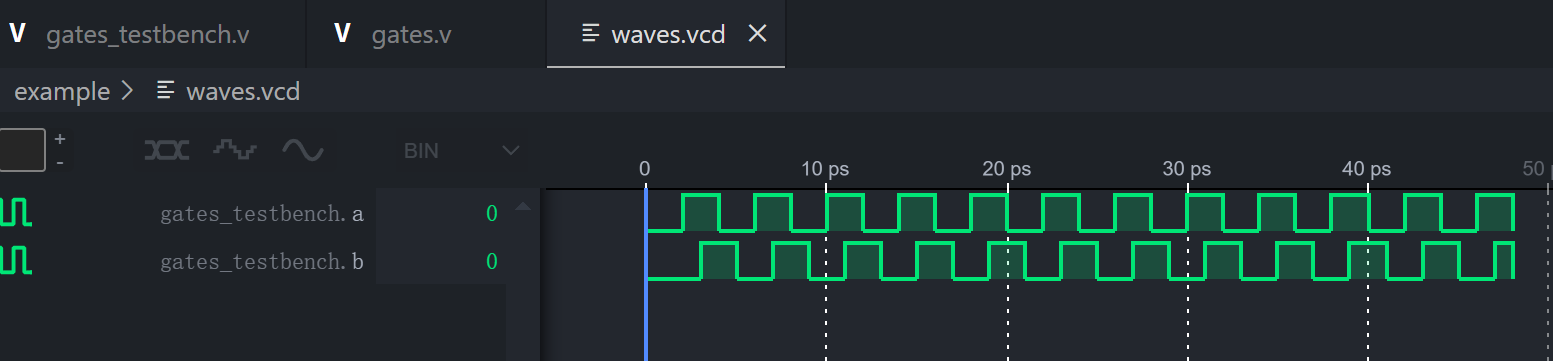 V gates_testbench.v V gates.v waves.vcd
example > waves.vcd
+
-
BIN
0 10 ps 20 ps 30 ps 40 ps 50
gates_testbench.a 0
gates_testbench.b 0